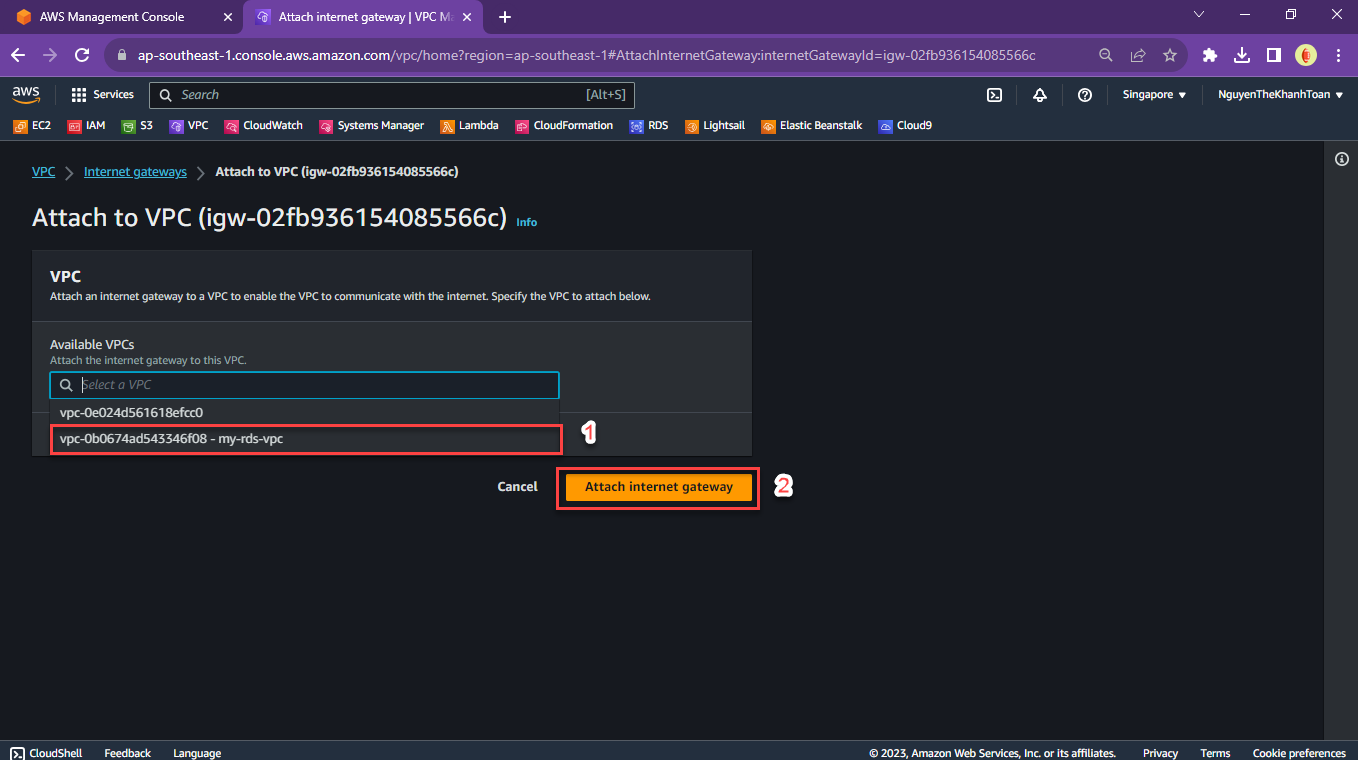 AWS Management Console
Attach internet gateway | VPC Ma
ap-southeast-1.console.aws.amazon.com/vpc/home?region=ap-southeast-1#AttachInternetGateway:internetGatewayId=igw-02fb936154085566c
aws
Services
Search
[Alt+S]
Singapore
NguyenTheKhanhToan
EC2 IAM S3 VPC CloudWatch Systems Manager Lambda CloudFormation RDS Lightsail Elastic Beanstalk Cloud9
VPC
Internet gateways
Attach to VPC (igw-02fb936154085566c)
Attach to VPC (igw-02fb936154085566c) Info
VPC
Attach an internet gateway to a VPC to enable the VPC to communicate with the internet. Specify the VPC to attach below.
Available VPCs
Attach the internet gateway to this VPC.
Select a VPC
vpc-0e024d561618efcc0
vpc-0b0674ad543346f08 - my-rds-vpc
1
Cancel
Attach internet gateway
2
CloudShell
Feedback
Language
© 2023, Amazon Web Services, Inc. or its affiliates.
Privacy
Terms
Cookie preferences